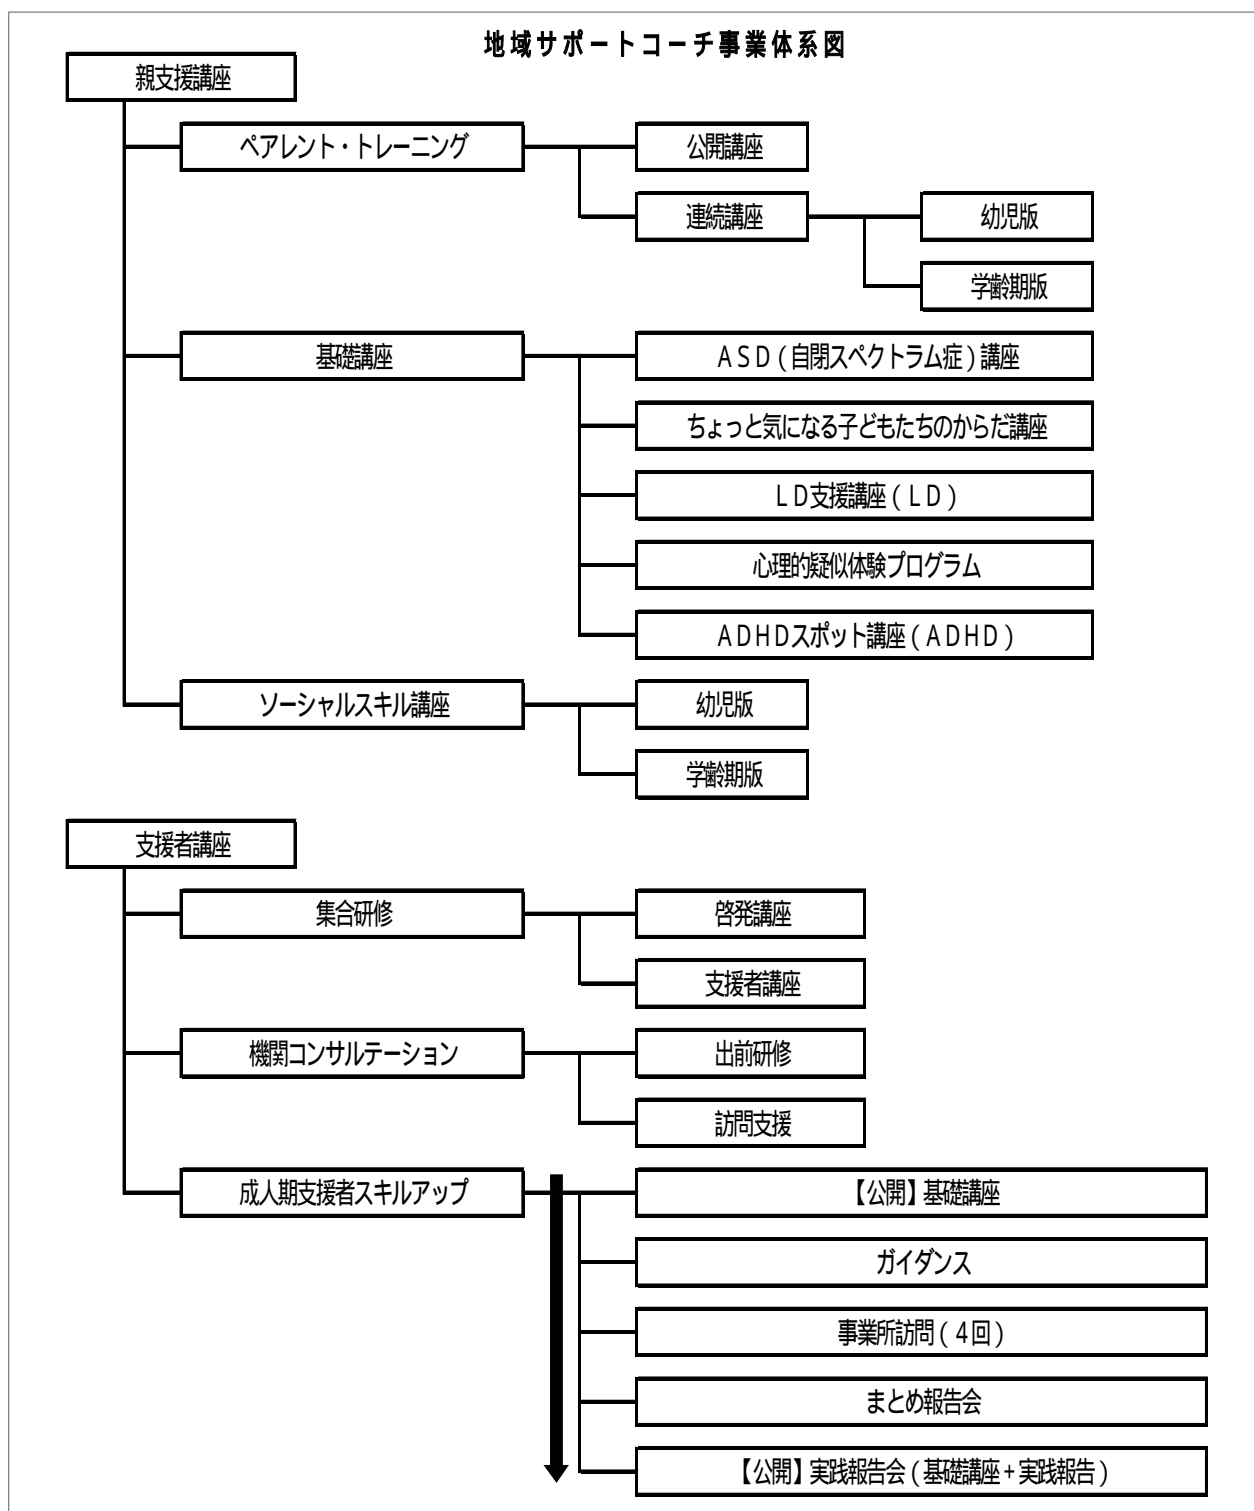 地域サポートコーチ事業体系図
親支援講座
ペアレント・トレーニング
公開講座
連続講座
幼児版
学齢期版
基礎講座
ＡＳＤ（自閉スペクトラム症）講座
ちょっと気になる子どもたちのからだ講座
ＬＤ支援講座（ＬＤ）
心理的疑似体験プログラム
ＡＤＨＤスポット講座（ＡＤＨＤ）
ソーシャルスキル講座
幼児版
学齢期版
支援者講座
集合研修
啓発講座
支援者講座
機関コンサルテーション
出前研修
訪問支援
成人期支援者スキルアップ
【公開】基礎講座
ガイダンス
事業所訪問（４回）
まとめ報告会
【公開】実践報告会（基礎講座＋実践報告）